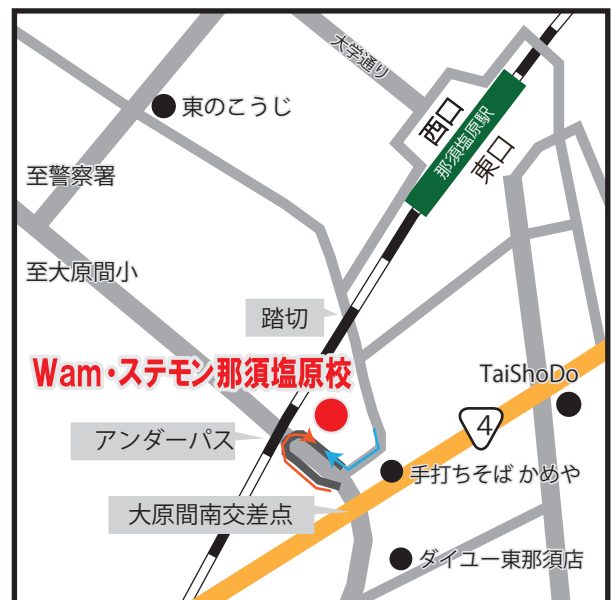 大学通り
東のこうじ
西口
那須塩原駅
東口
至警察署
至大原間小
踏切
Wam・ステモン那須塩原校
TaiShoDo
4
アンダーパス
手打ちそば かめや
大原間南交差点
ダイユー東那須店